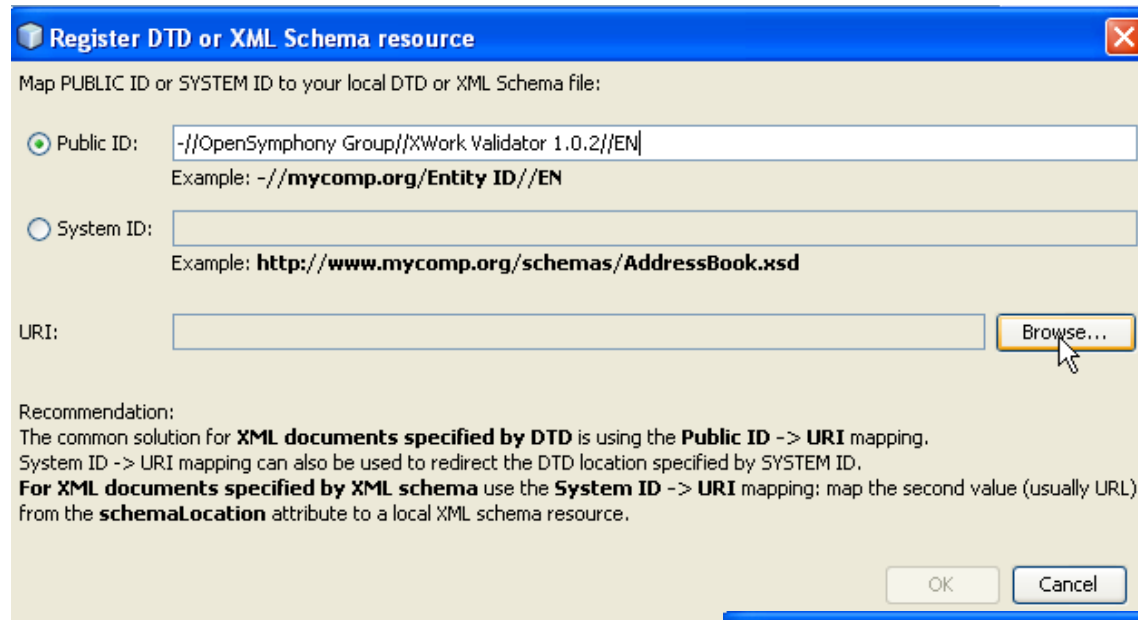 Register DTD or XML Schema resource
Map PUBLIC ID or SYSTEM ID to your local DTD or XML Schema file:
Public ID: -//OpenSymphony Group//XWork Validator 1.0.2//EN
Example: -//mycomp.org/Entity ID//EN
System ID:
Example: http://www.mycomp.org/schemas/AddressBook.xsd
URI: Browse...
Recommendation:
The common solution for XML documents specified by DTD is using the Public ID -> URI mapping.
System ID -> URI mapping can also be used to redirect the DTD location specified by SYSTEM ID.
For XML documents specified by XML schema use the System ID -> URI mapping: map the second value (usually URL)
from the schemaLocation attribute to a local XML schema resource.
OK Cancel